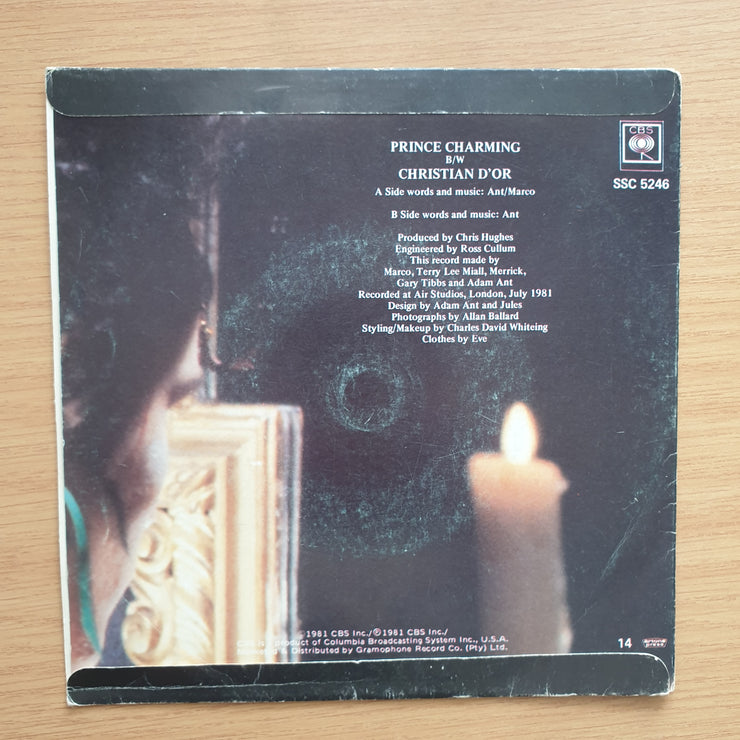 PRINCE CHARMING
B/W
CHRISTIAN D'OR
A Side words and music: Ant/Marco
B Side words and music: Ant
Produced by Chris Hughes
Engineered by Ross Cullum
This record made by
Marco, Terry Lee Miall, Merrick,
Gary Tibbs and Adam Ant
Recorded at Air Studios, London, July 1981
Design by Adam Ant and Jules
Photographs by Allan Ballard
Styling/Makeup by Charles David Whiteing
Clothes by Eve
CBS
SSC 5246
1981 CBS Inc./Ⓟ1981 CBS Inc./
CBS is product of Columbia Broadcasting System Inc., U.S.A.
Marketed & Distributed by Gramophone Record Co. (Pty) Ltd.
14